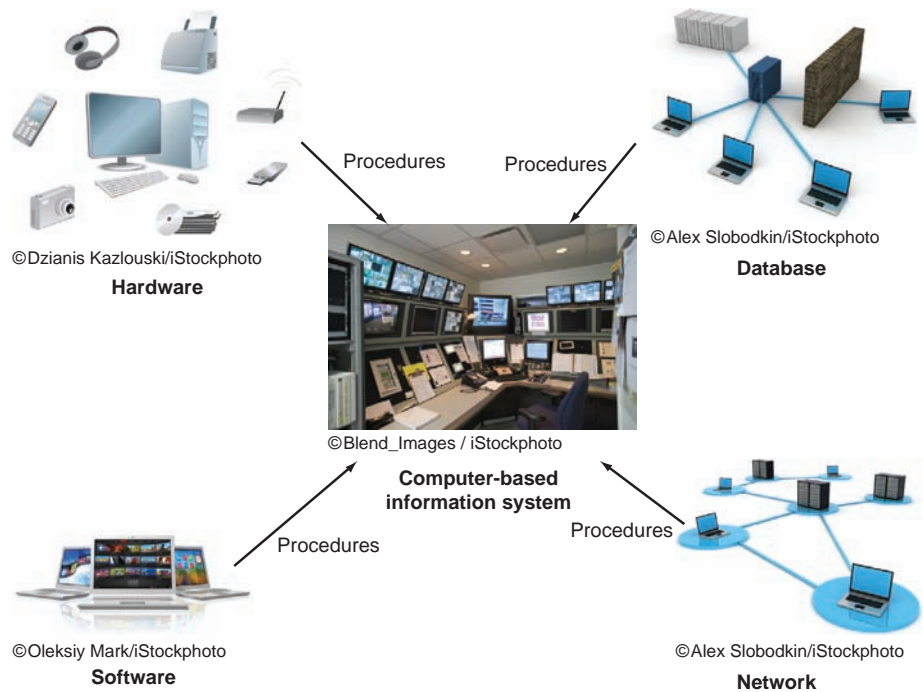 Procedures
Procedures
©Dzianis Kazlouski/iStockphoto
Hardware
©Alex Slobodkin/iStockphoto
Database
©Blend_Images / iStockphoto
Computer-based
information system
Procedures
Procedures
©Oleksiy Mark/iStockphoto
Software
©Alex Slobodkin/iStockphoto
Network